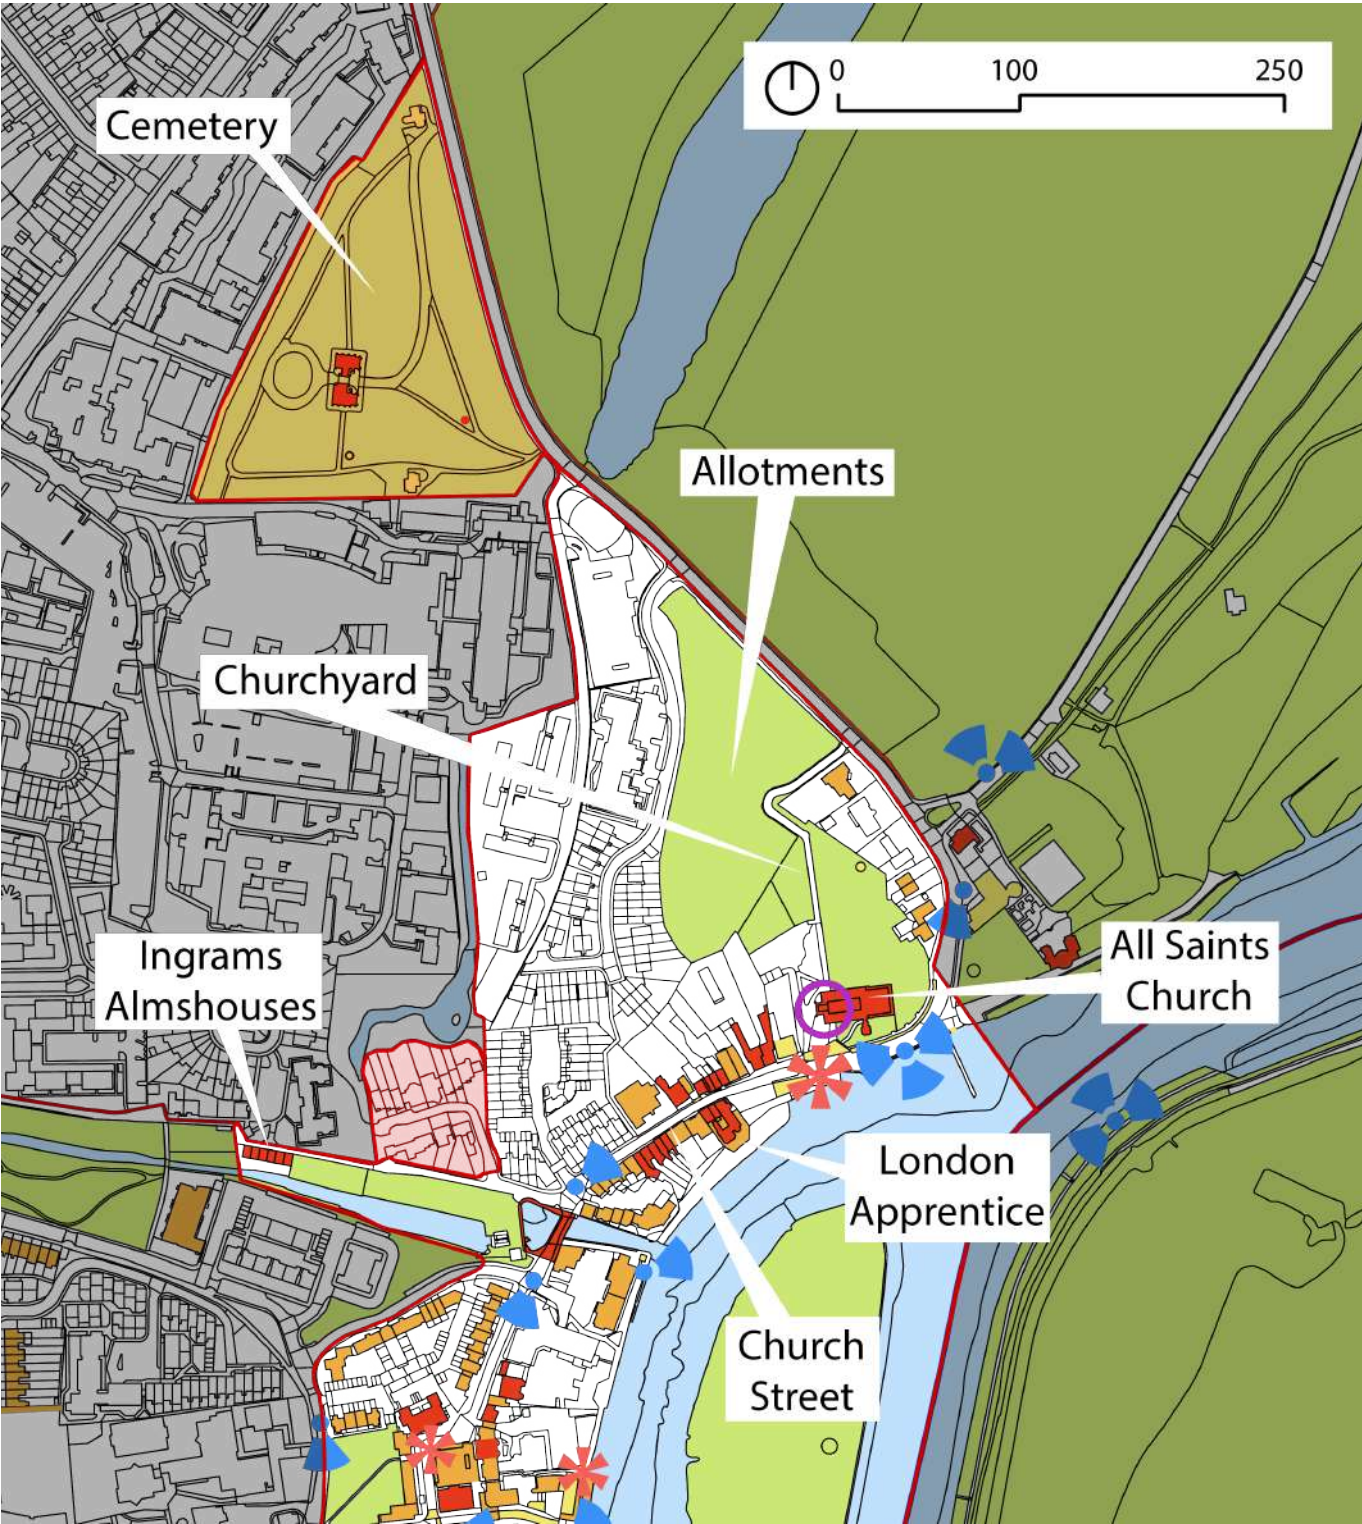 0 100 250
Cemetery
Allotments
Churchyard
Ingrams
Almshouses
All Saints
Church
London
Apprentice
Church
Street